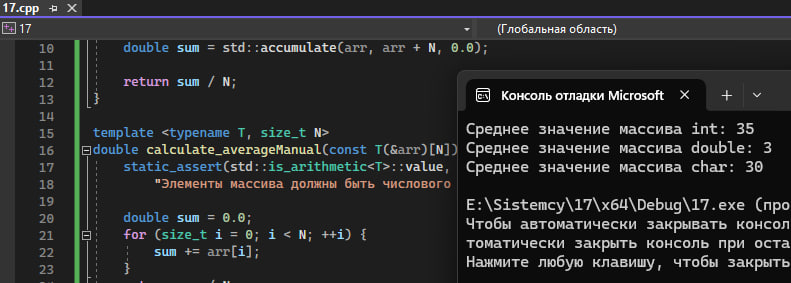 17.cpp
17
(Глобальная область)
10 double sum = std::accumulate(arr, arr + N, 0.0);
11
12 return sum / N;
13 }
14
15 template <typename T, size_t N>
16 double calculate_averageManual(const T(&arr)[N])
17 static_assert(std::is_arithmetic<T>::value,
18 "Элементы массива должны быть числового
19
20 double sum = 0.0;
21 for (size_t i = 0; i < N; ++i) {
22 sum += arr[i];
23 }
Консоль отладки Microsoft
Среднее значение массива int: 35
Среднее значение массива double: 3
Среднее значение массива char: 30
E:\Sistemcy\17\x64\Debug\17.exe (про
Чтобы автоматически закрывать консол
томатически закрыть консоль при оста
Нажмите любую клавишу, чтобы закрыть